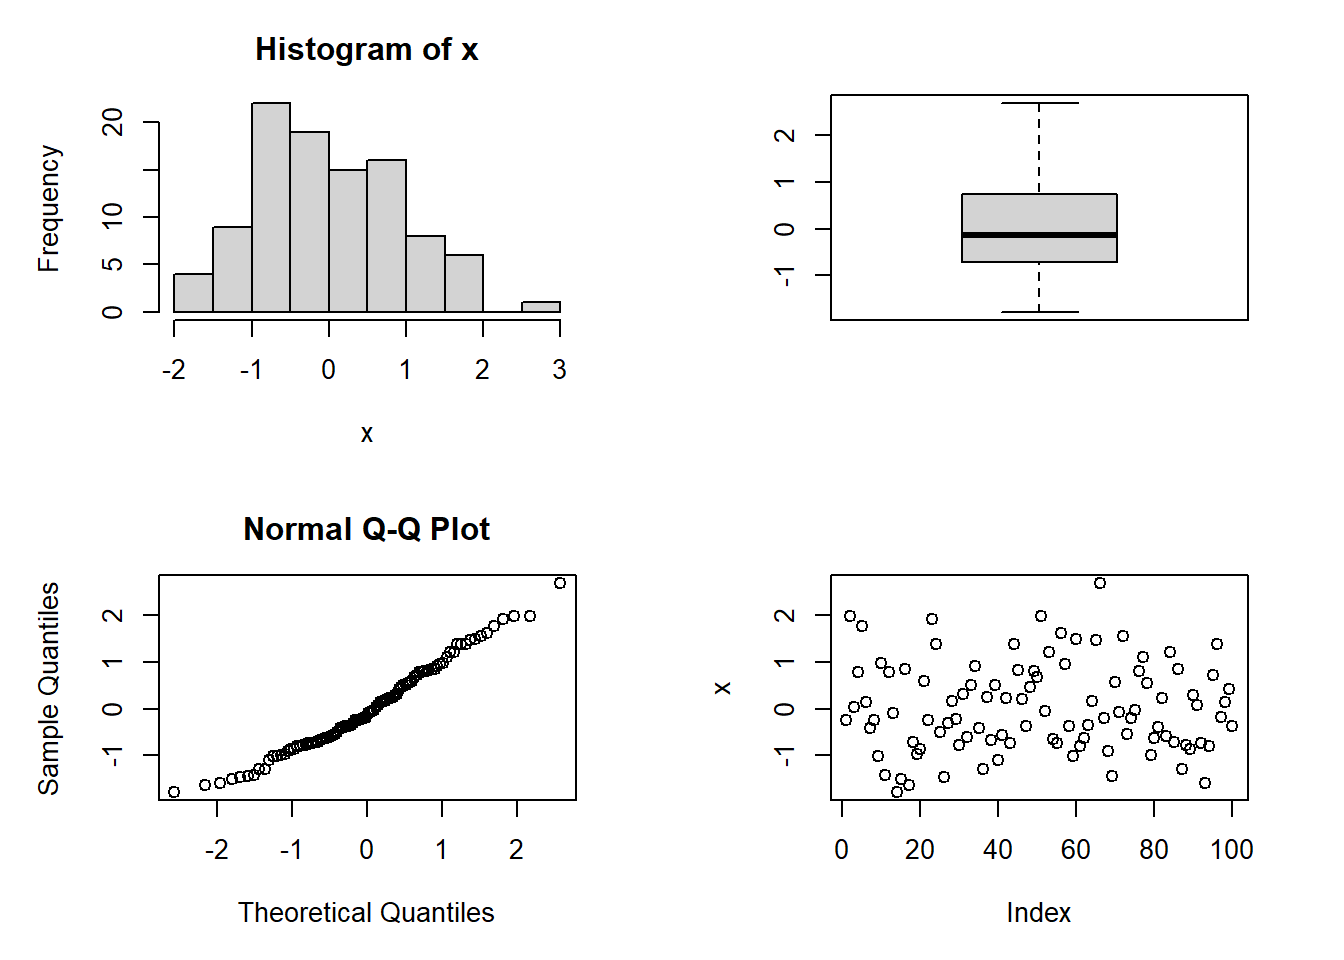 Histogram of x
Frequency
20
10
5
0
-2 -1 0 1 2 3
x
2
1
0
-1
Normal Q-Q Plot
Sample Quantiles
2
1
0
-1
-2 -1 0 1 2
Theoretical Quantiles
x
2
1
0
-1
0 20 40 60 80 100
Index